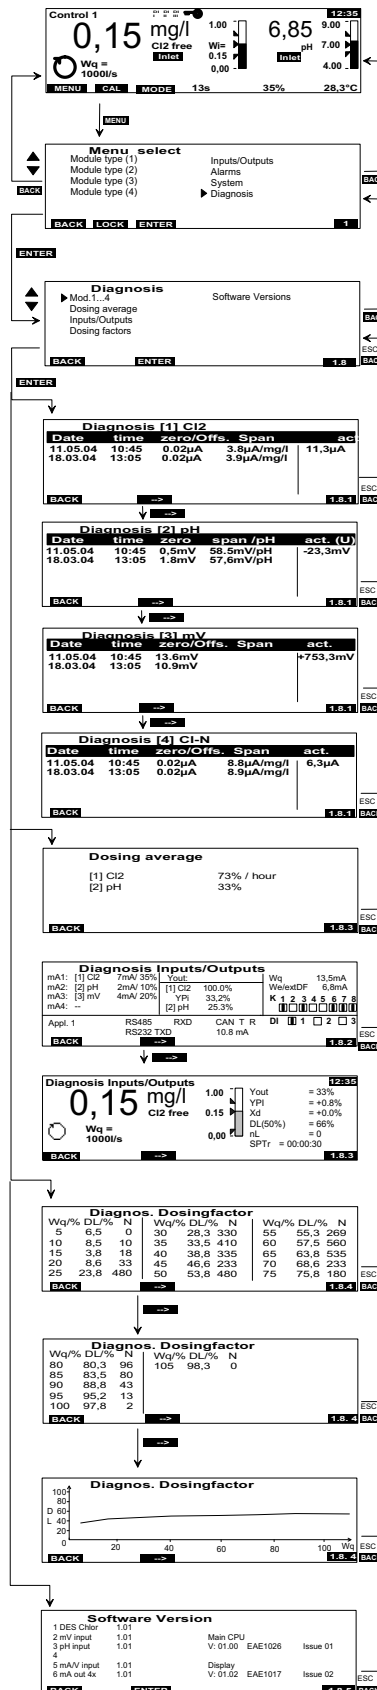 Control 1
DI I DI II DI III
12:35
0,15 mg/l
Cl2 free
Inlet
Wq =
1000l/s
1.00
Wi=
0.15
0,00
6,85 pH
Inlet
9.00
7.00
4.00
MENU CAL MODE 13s 35% 28,3°C
MENU
Menu select
Module type (1)
Module type (2)
Module type (3)
Module type (4)
Inputs/Outputs
Alarms
System
Diagnosis
BACK
BACK LOCK ENTER 1
ENTER
Diagnosis
Mod.1...4
Dosing average
Inputs/Outputs
Dosing factors
Software Versions
ESC
BACK ENTER 1.8
ENTER
Diagnosis [1] Cl2
Date time zero/Offs. Span
11.05.04 10:45 0.02µA 3.8µA/mg/l 11,3µA
18.03.04 13:05 0.02µA 3.9µA/mg/l
ESC
BACK --> 1.8.1
-->
Diagnosis [2] pH
Date time zero span /pH act. (U)
11.05.04 10:45 0,5mV 58.5mV/pH -23,3mV
18.03.04 13:05 1.8mV 57,6mV/pH
ESC
BACK --> 1.8.1
-->
Diagnosis [3] mV
Date time zero/Offs. Span act.
11.05.04 10:45 13.6mV +753,3mV
18.03.04 13:05 10.9mV
ESC
BACK --> 1.8.1
-->
Diagnosis [4] Cl-N
Date time zero/Offs. Span act.
11.05.04 10:45 0.02µA 8.8µA/mg/l 6,3µA
18.03.04 13:05 0.02µA 8.9µA/mg/l
ESC
BACK 1.8.1
Dosing average
[1] Cl2 73% / hour
[2] pH 33%
ESC
BACK 1.8.3
Diagnosis Inputs/Outputs
mA1: [1] Cl2 7mA/ 35%
mA2: [2] pH 2mA/ 10%
mA3: [3] mV 4mA/ 20%
mA4: --
Yout:
[1] Cl2 100.0%
YPi 33,2%
[2] pH 25.3%
Wq 13,5mA
We/extDF 6,8mA
K 1 2 3 4 5 6 7 8
Appl. 1 RS485 RXD CAN T R DI 1 2 3
RS232 TXD 10.8 mA
ESC
BACK --> 1.8.2 BACK
-->
Diagnosis Inputs/Outputs 12:35
0,15 mg/l
Cl2 free
Wq =
1000l/s
1.00
0.15
0,00
Yout = 33%
YPI = +0.8%
Xd = +0.0%
DL(50%) = 66%
nL = 0
SPTr = 00:00:30
BACK --> 1.8.3
Diagnos. Dosingfactor
Wq/% DL/% N Wq/% DL/% N Wq/% DL/% N
5 6,5 0 30 28,3 330 55 55,3 269
10 8,5 10 35 33,5 410 60 57,5 560
15 3,8 18 40 38,8 335 65 63,8 535
20 8,6 33 45 46,6 233 70 68,6 233
25 23,8 480 50 53,8 480 75 75,8 180
ESC
BACK --> 1.8.4
-->
Diagnos. Dosingfactor
Wq/% DL/% N Wq/% DL/% N
80 80,3 96 105 98,3 0
85 83,5 80
90 88,8 43
95 95,2 13
100 97,8 2
ESC
BACK --> 1.8. 4
-->
Diagnos. Dosingfactor
100
80
D 60
L 40
20
0 20 40 60 80 100 Wq
ESC
BACK --> 1.8. 4
Software Version
1 DES Chlor 1.01
2 mV input 1.01 Main CPU
3 pH input 1.01 V: 01.00 EAE1026 Issue 01
4
5 mA/V input 1.01 Display
6 mA out 4x 1.01 V: 01.02 EAE1017 Issue 02
ESC
BACK ENTER 1.8.5